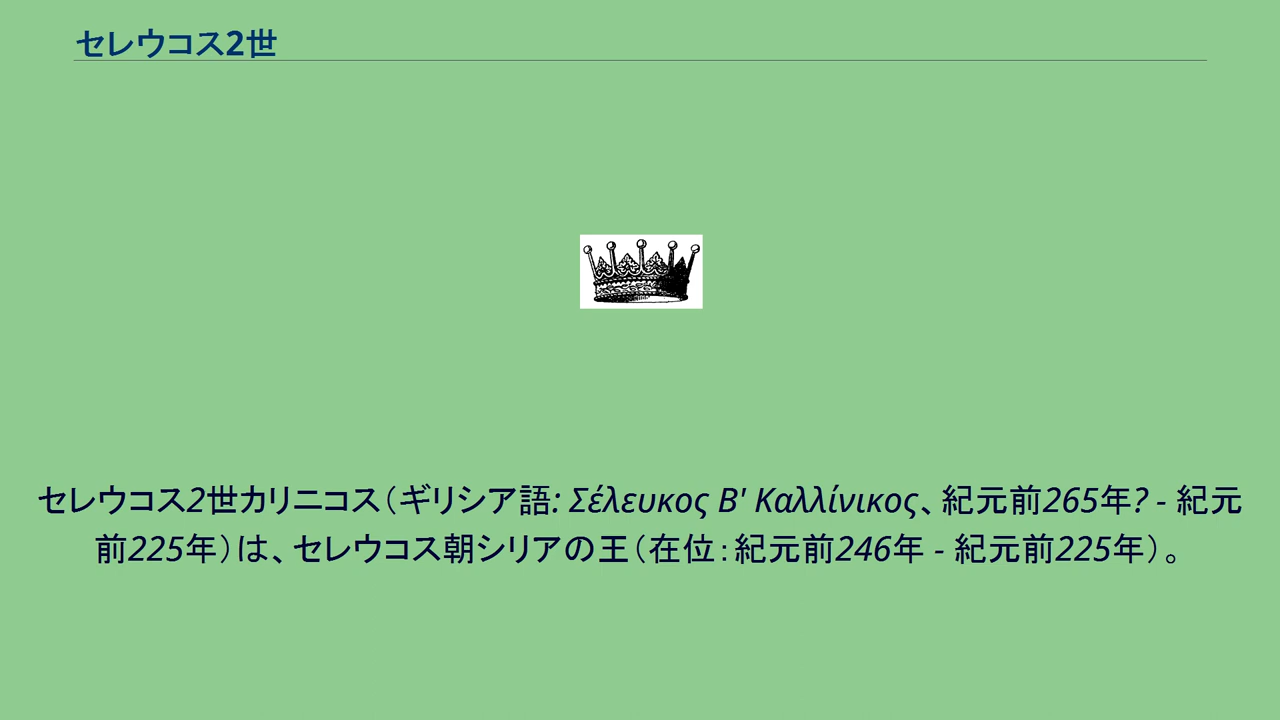 セレウコス2世
セレウコス2世カリニコス（ギリシア語: Σέλευκος Β' Καλλίνικος、紀元前265年? - 紀元
前225年）は、セレウコス朝シリアの王（在位：紀元前246年 - 紀元前225年）。